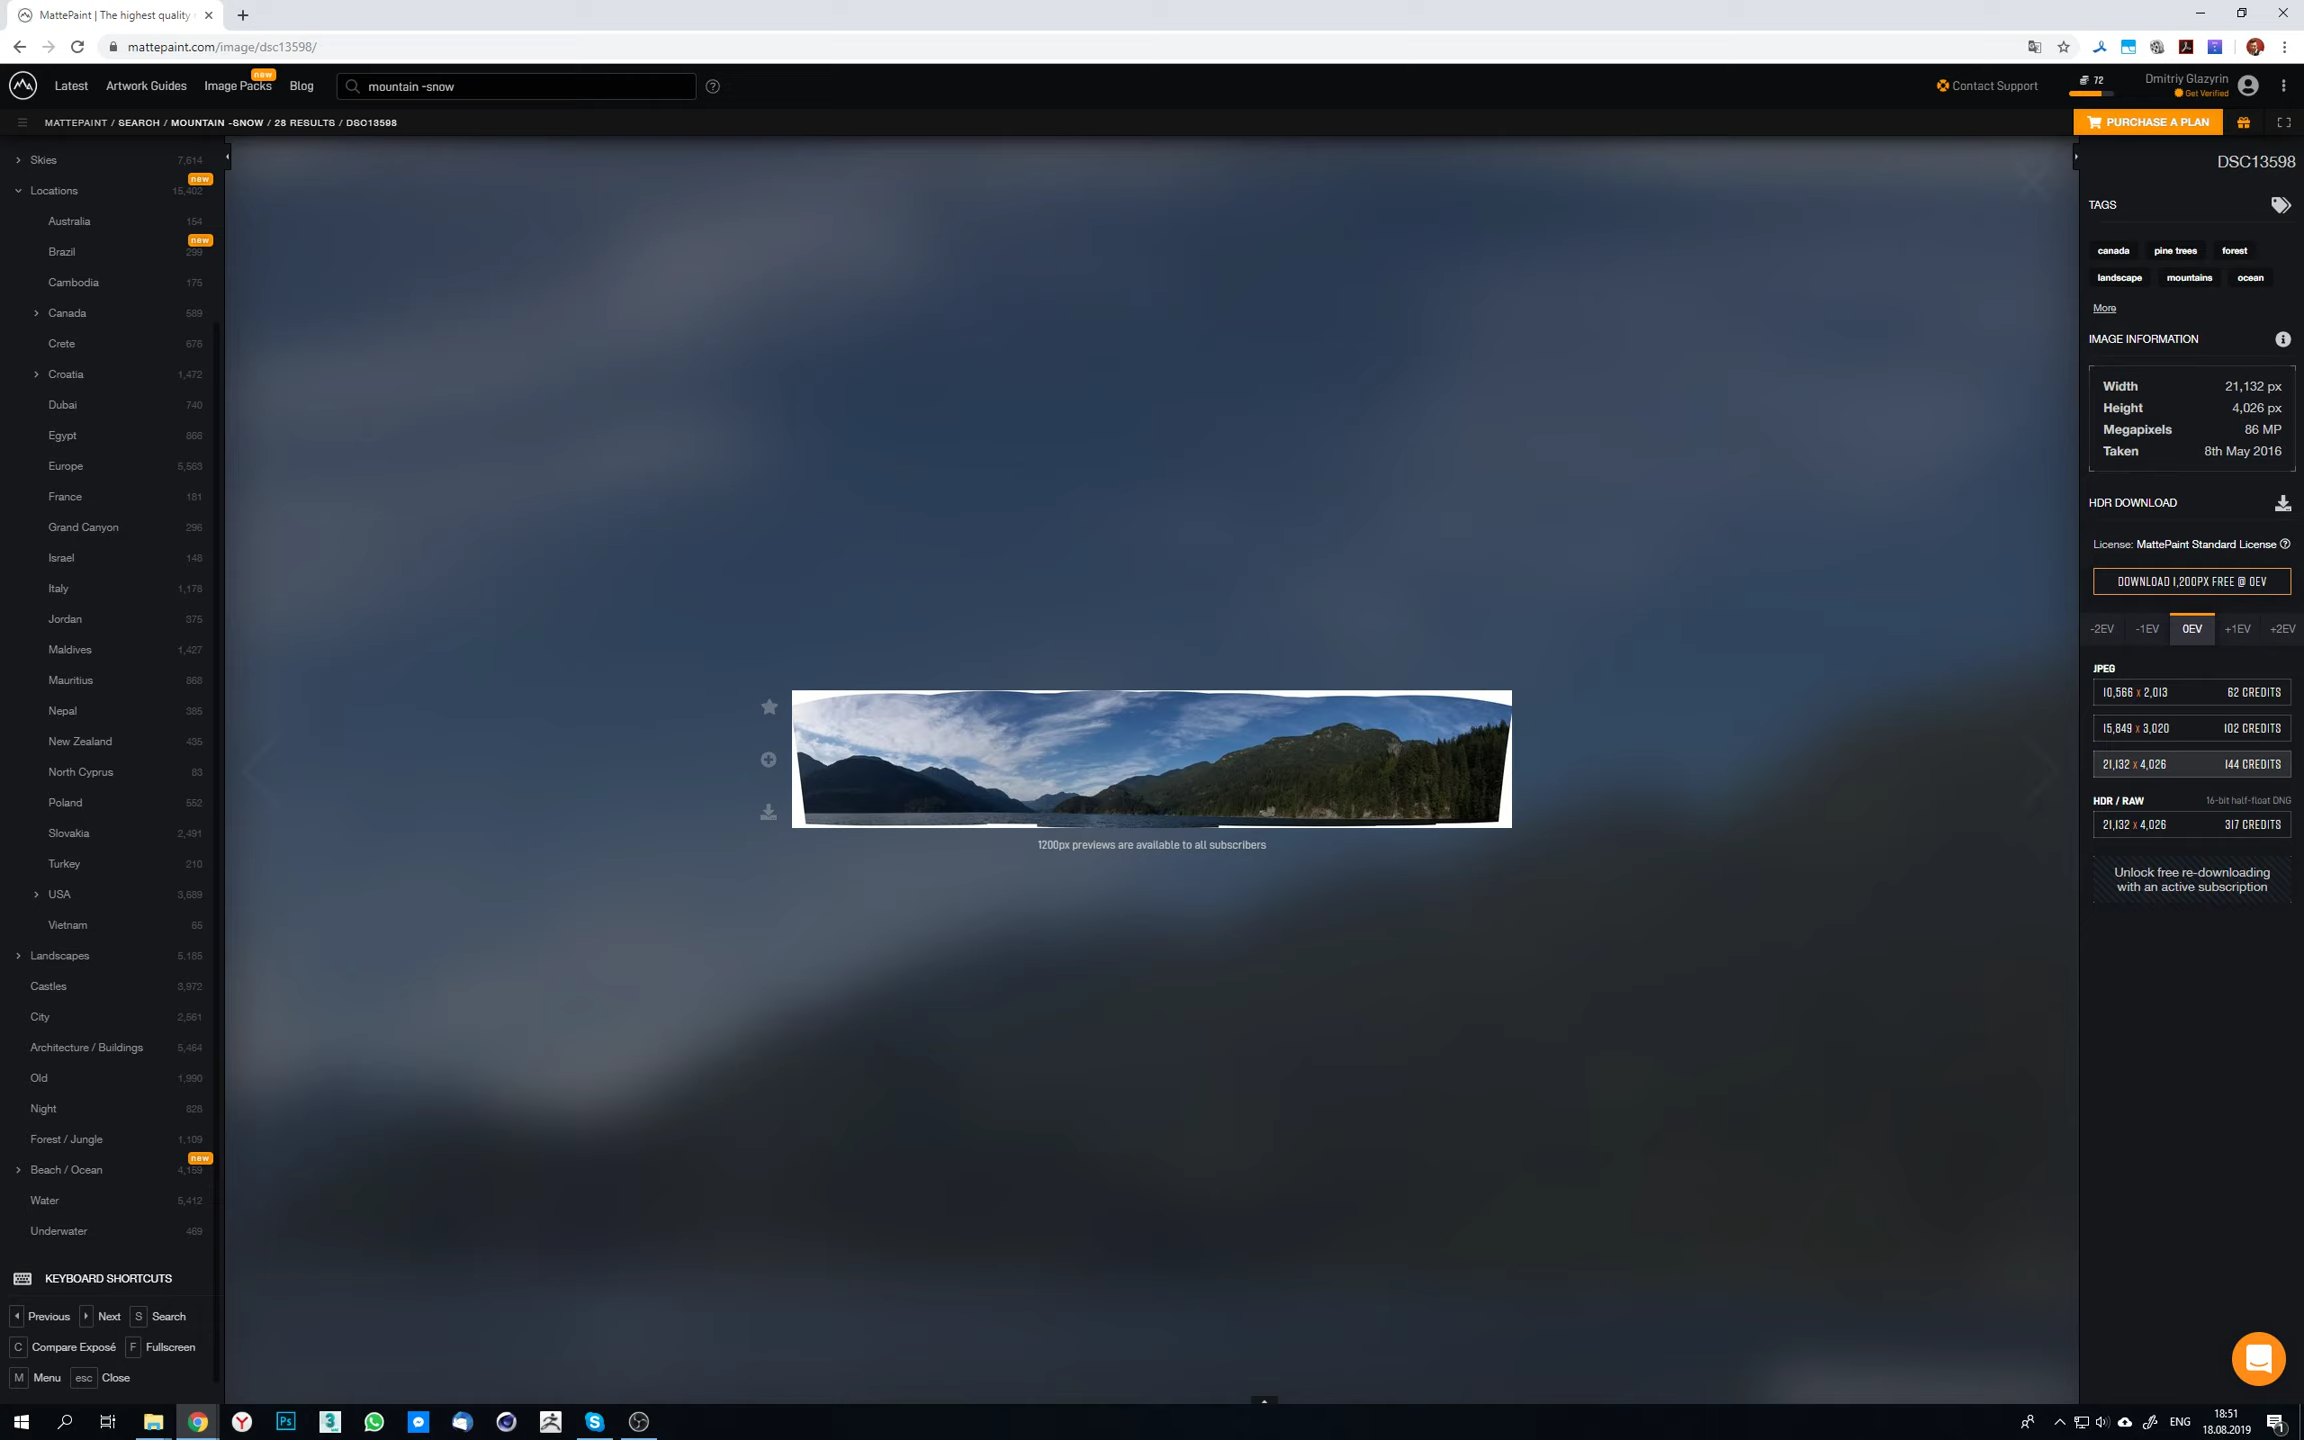 MattePaint | The highest quality
mattepaint.com/image/dsc13598/
Latest
Artwork Guides
Image Packs
new
Blog
mountain -snow
Contact Support
72
Dmitriy Glazyrin
Get Verified
MATTEPAINT / SEARCH / MOUNTAIN -SNOW / 28 RESULTS / DSC13598
PURCHASE A PLAN
Skies 7,614
new
Locations 15,402
Australia 154
new
Brazil 299
Cambodia 175
Canada 589
Crete 678
Croatia 1,472
Dubai 740
Egypt 868
Europe 5,563
France 181
Grand Canyon 296
Israel 148
Italy 1,178
Jordan 375
Maldives 1,427
Mauritius 868
Nepal 385
New Zealand 435
North Cyprus 83
Poland 552
Slovakia 2,491
Turkey 210
USA 3,689
Vietnam 65
Landscapes 5,185
Castles 3,972
City 2,561
Architecture / Buildings 5,464
Old 1,990
Night 828
Forest / Jungle 1,109
new
Beach / Ocean 4,159
Water 5,412
Underwater 469
KEYBOARD SHORTCUTS
Previous Next S Search
C Compare Exposé F Fullscreen
M Menu esc Close
1200px previews are available to all subscribers
DSC13598
TAGS
canada pine trees forest
landscape mountains ocean
More
IMAGE INFORMATION
Width 21,132 px
Height 4,026 px
Megapixels 86 MP
Taken 8th May 2016
HDR DOWNLOAD
License: MattePaint Standard License
DOWNLOAD 1,200PX FREE @ 0EV
-2EV -1EV 0EV +1EV +2EV
JPEG
10,566 x 2,013 62 CREDITS
15,849 x 3,020 102 CREDITS
21,132 x 4,026 144 CREDITS
HDR / RAW 16-bit half-float DNG
21,132 x 4,026 317 CREDITS
Unlock free re-downloading
with an active subscription
Ps
ENG
18:51
18.08.2019